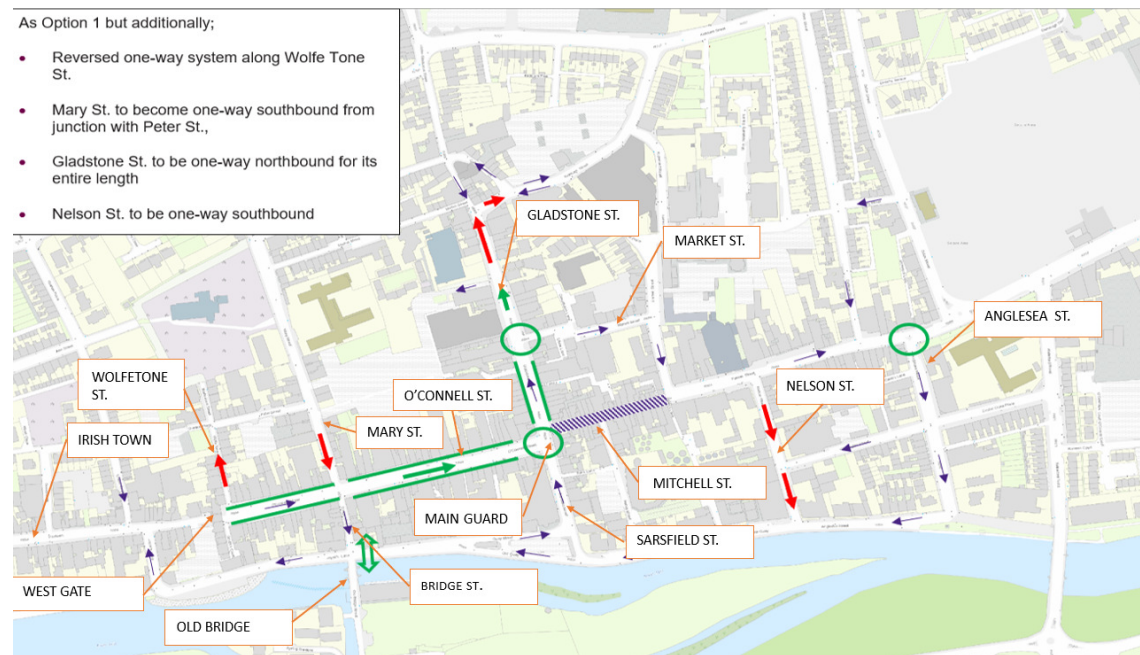 As Option 1 but additionally;
• Reversed one-way system along Wolfe Tone
St.
• Mary St. to become one-way southbound from
junction with Peter St.,
• Gladstone St. to be one-way northbound for its
entire length
• Nelson St. to be one-way southbound
GLADSTONE ST.
MARKET ST.
ANGLESEA ST.
WOLFETONE
ST.
O'CONNELL ST.
NELSON ST.
IRISH TOWN
MARY ST.
MITCHELL ST.
MAIN GUARD
SARSFIELD ST.
WEST GATE
BRIDGE ST.
OLD BRIDGE